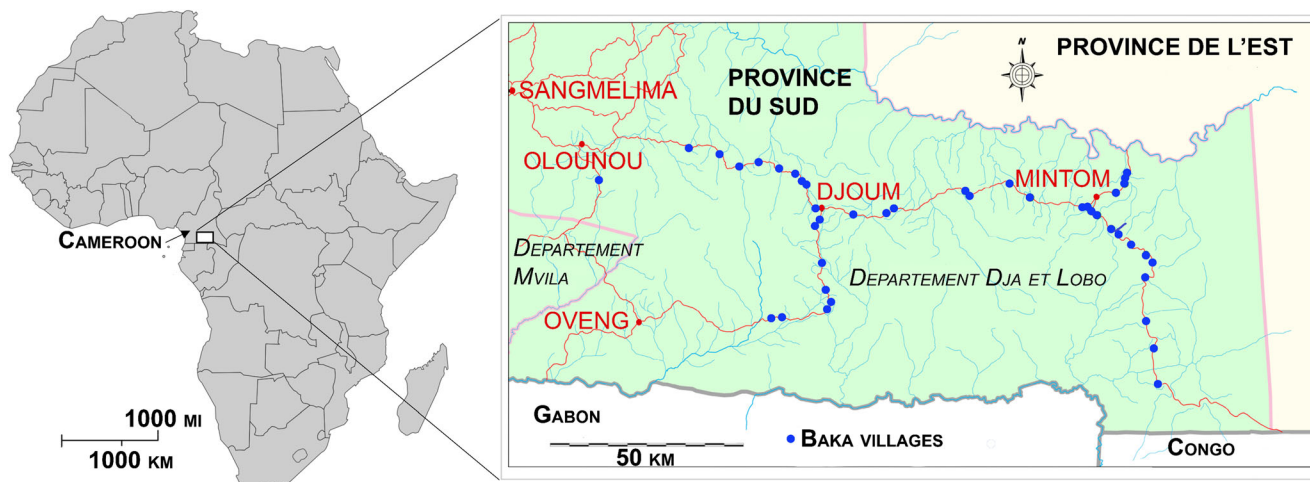 CAMEROON
1000 MI
1000 KM
PROVINCE DE L'EST
N
PROVINCE
DU SUD
SANGMELIMA
OLOUNOU
DJOUM
MINTOM
DEPARTEMENT
MVILA
DEPARTEMENT DJA ET LOBO
OVENG
GABON
50 KM
BAKA VILLAGES
CONGO